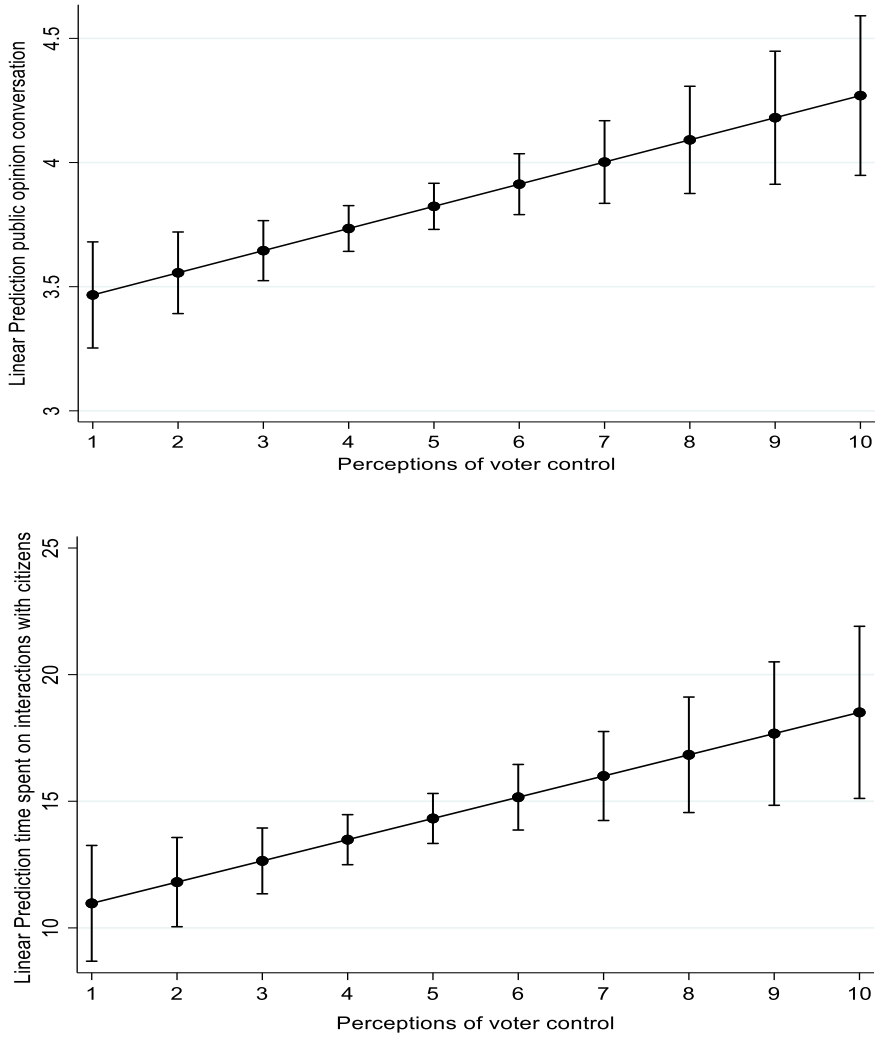 Linear Prediction public opinion conversation
4.5
4
3.5
3
1 2 3 4 5 6 7 8 9 10
Perceptions of voter control
Linear Prediction time spent on interactions with citizens
25
20
15
10
1 2 3 4 5 6 7 8 9 10
Perceptions of voter control